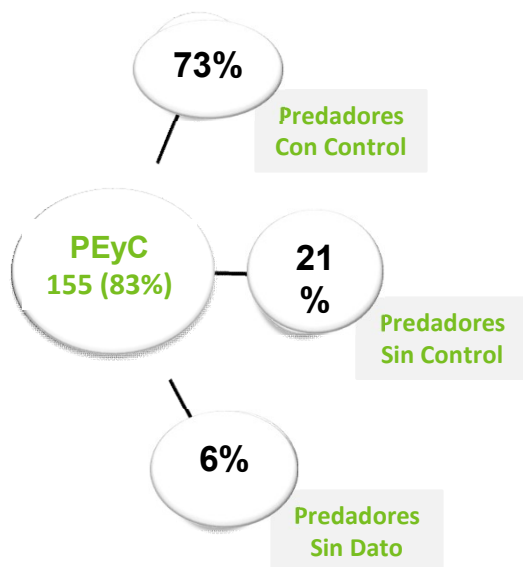 73%
Predadores
Con Control
PEyC
155 (83%)
21
%
Predadores
Sin Control
6%
Predadores
Sin Dato